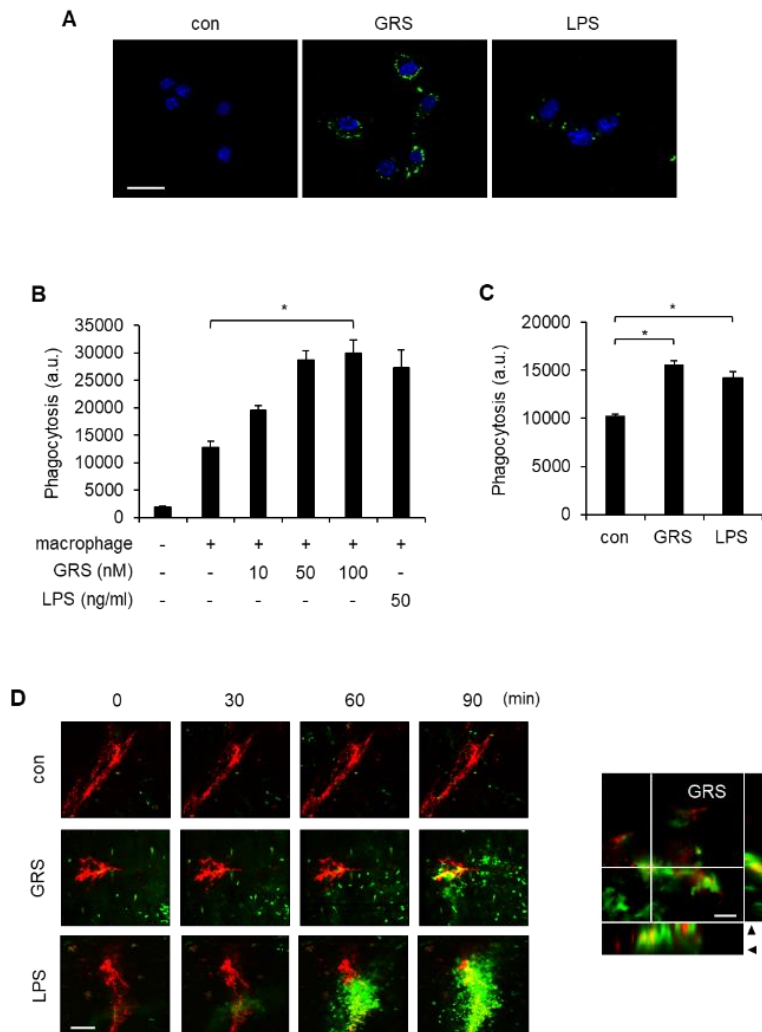 A
con GRS LPS
B
*
35000
30000
25000
20000
15000
10000
5000
0
Phagocytosis (a.u.)
macrophage - + + + + +
GRS (nM) - - 10 50 100 -
LPS (ng/ml) - - - - - 50
C
*
*
20000
15000
10000
5000
0
Phagocytosis (a.u.)
con GRS LPS
D
0 30 60 90 (min)
con
GRS
LPS
GRS